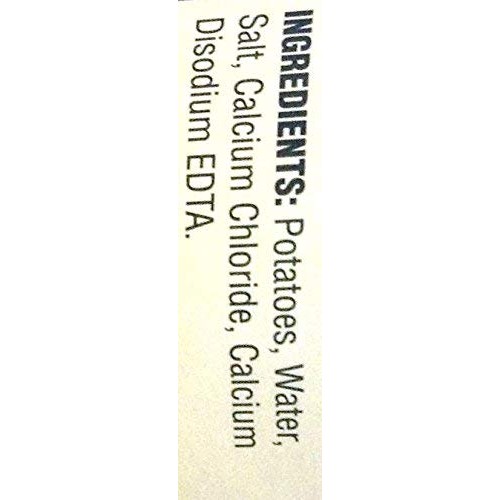 INGREDIENTS: Potatoes, Water,
Salt, Calcium Chloride, Calcium
Disodium EDTA.